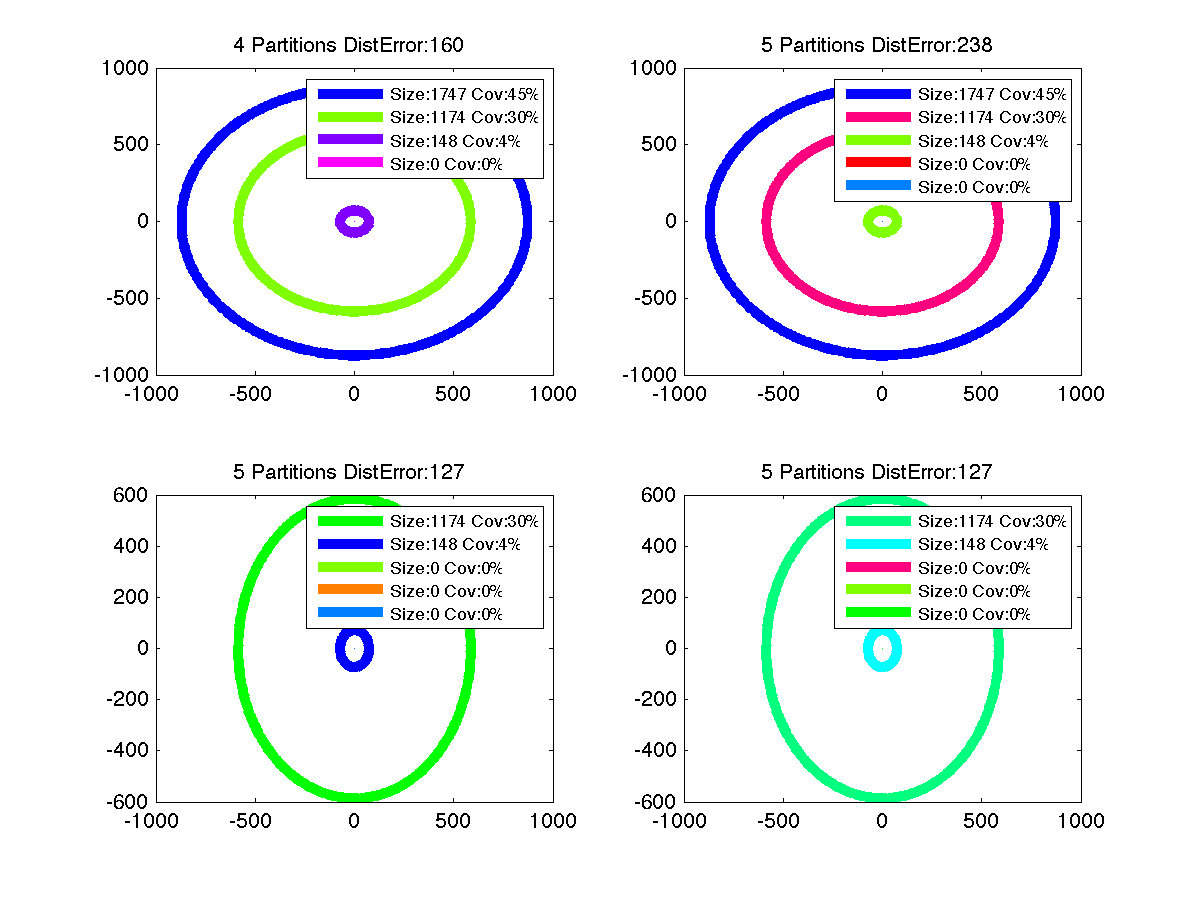 4 Partitions DistError:160
1000
500
0
-500
-1000
-1000 -500 0 500 1000
Size:1747 Cov:45%
Size:1174 Cov:30%
Size:148 Cov:4%
Size:0 Cov:0%
5 Partitions DistError:238
1000
500
0
-500
-1000
-1000 -500 0 500 1000
Size:1747 Cov:45%
Size:1174 Cov:30%
Size:148 Cov:4%
Size:0 Cov:0%
Size:0 Cov:0%
5 Partitions DistError:127
600
400
200
0
-200
-400
-600
-1000 -500 0 500 1000
Size:1174 Cov:30%
Size:148 Cov:4%
Size:0 Cov:0%
Size:0 Cov:0%
Size:0 Cov:0%
5 Partitions DistError:127
600
400
200
0
-200
-400
-600
-1000 -500 0 500 1000
Size:1174 Cov:30%
Size:148 Cov:4%
Size:0 Cov:0%
Size:0 Cov:0%
Size:0 Cov:0%